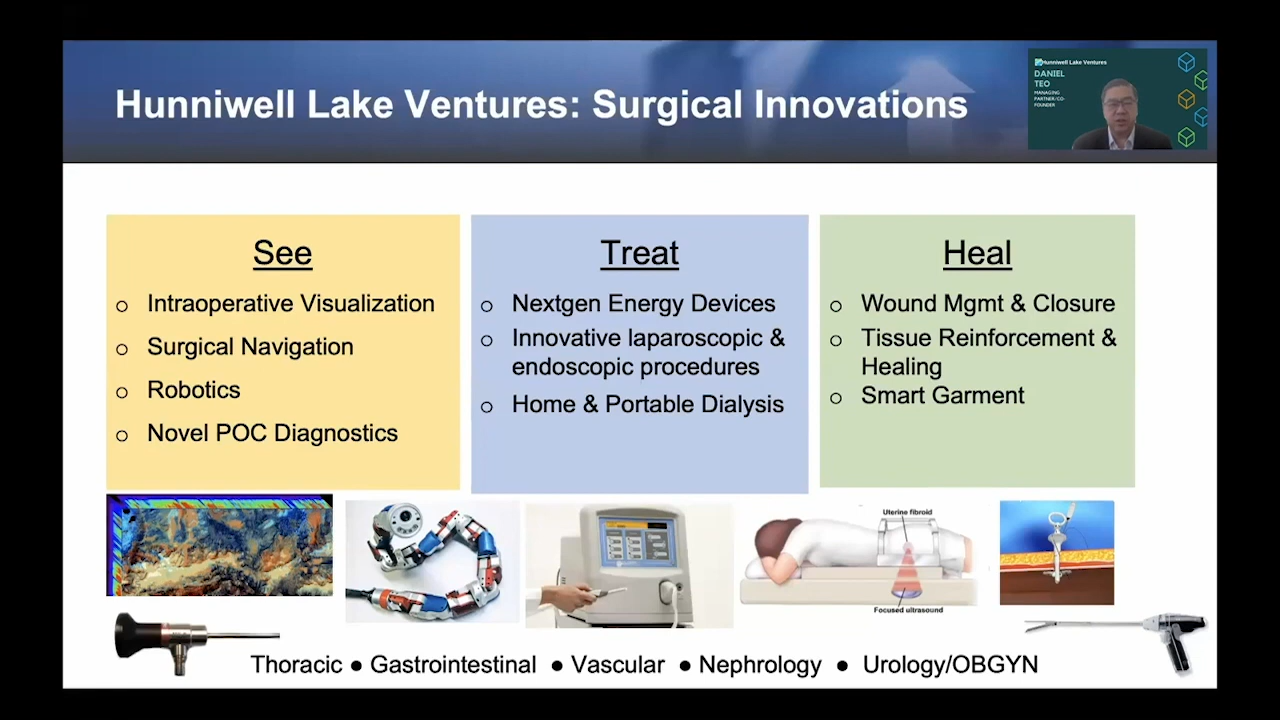 Hunniwell Lake Ventures: Surgical Innovations
Hunniwell Lake Ventures
DANIEL
TEO
MANAGING
PARTNER/CO-
FOUNDER
See
Intraoperative Visualization
Surgical Navigation
Robotics
Novel POC Diagnostics
Treat
Nextgen Energy Devices
Innovative laparoscopic &
endoscopic procedures
Home & Portable Dialysis
Heal
Wound Mgmt & Closure
Tissue Reinforcement &
Healing
Smart Garment
Uterine fibroid
Focused ultrasound
Thoracic ● Gastrointestinal ● Vascular ● Nephrology ● Urology/OBGYN